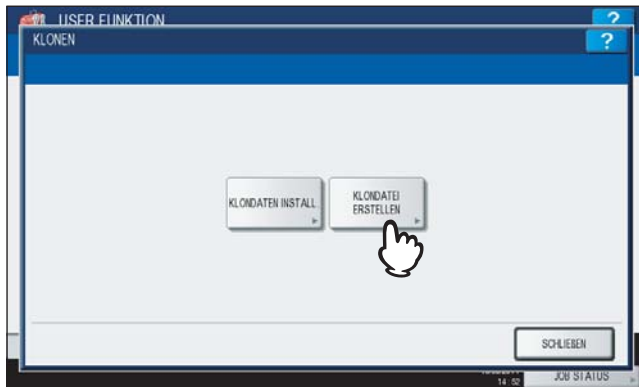 USER FUNKTION
?
KLONEN
?
KLONDATEN INSTALL.
KLONDATEI
ERSTELLEN
SCHLIEßEN
14 52
JOB STATUS